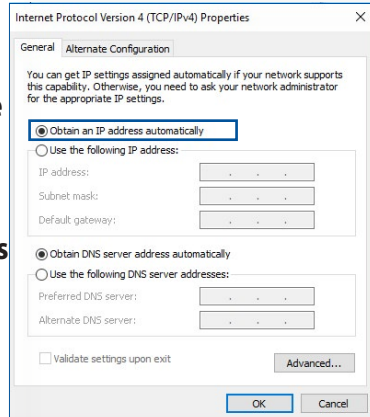 Internet Protocol Version 4 (TCP/IPv4) Properties
General Alternate Configuration
You can get IP settings assigned automatically if your network supports
this capability. Otherwise, you need to ask your network administrator
for the appropriate IP settings.
Obtain an IP address automatically
Use the following IP address:
IP address:
Subnet mask:
Default gateway:
Obtain DNS server address automatically
Use the following DNS server addresses:
Preferred DNS server:
Alternate DNS server:
Validate settings upon exit
Advanced...
OK Cancel